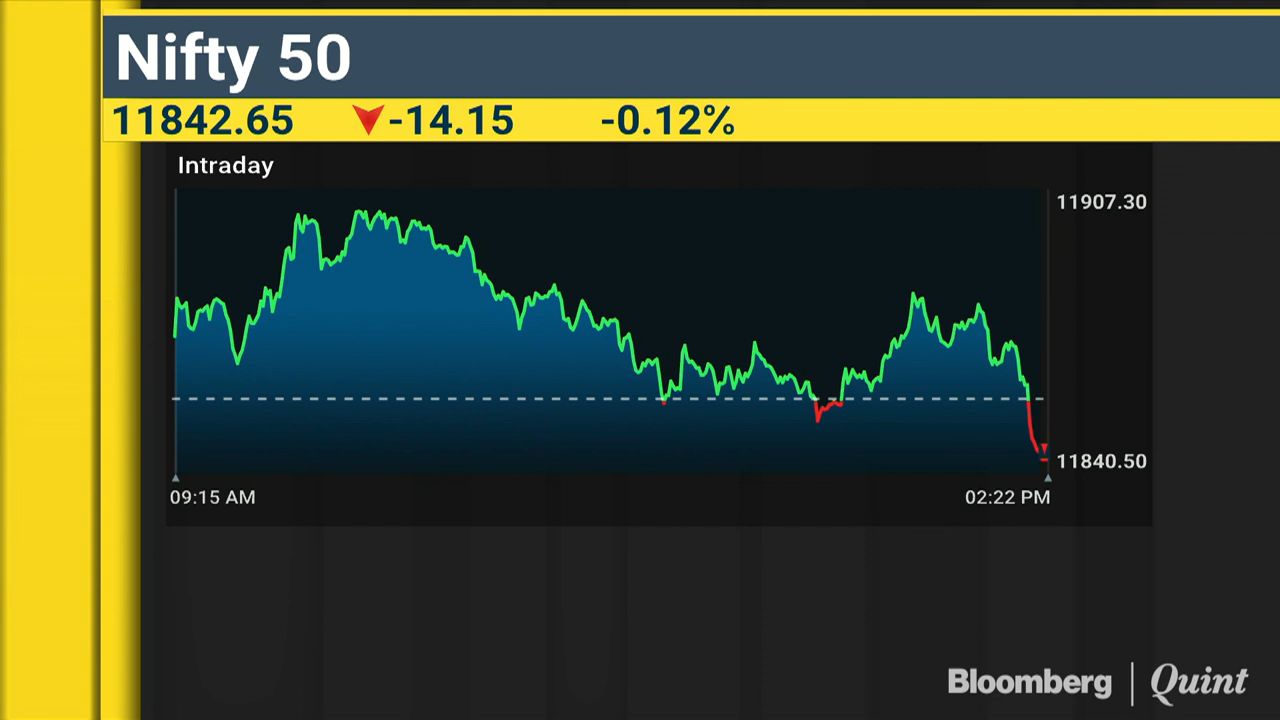 Nifty 50
11842.65 -14.15 -0.12%
Intraday
11907.30
11840.50
09:15 AM 02:22 PM
Bloomberg | Quint